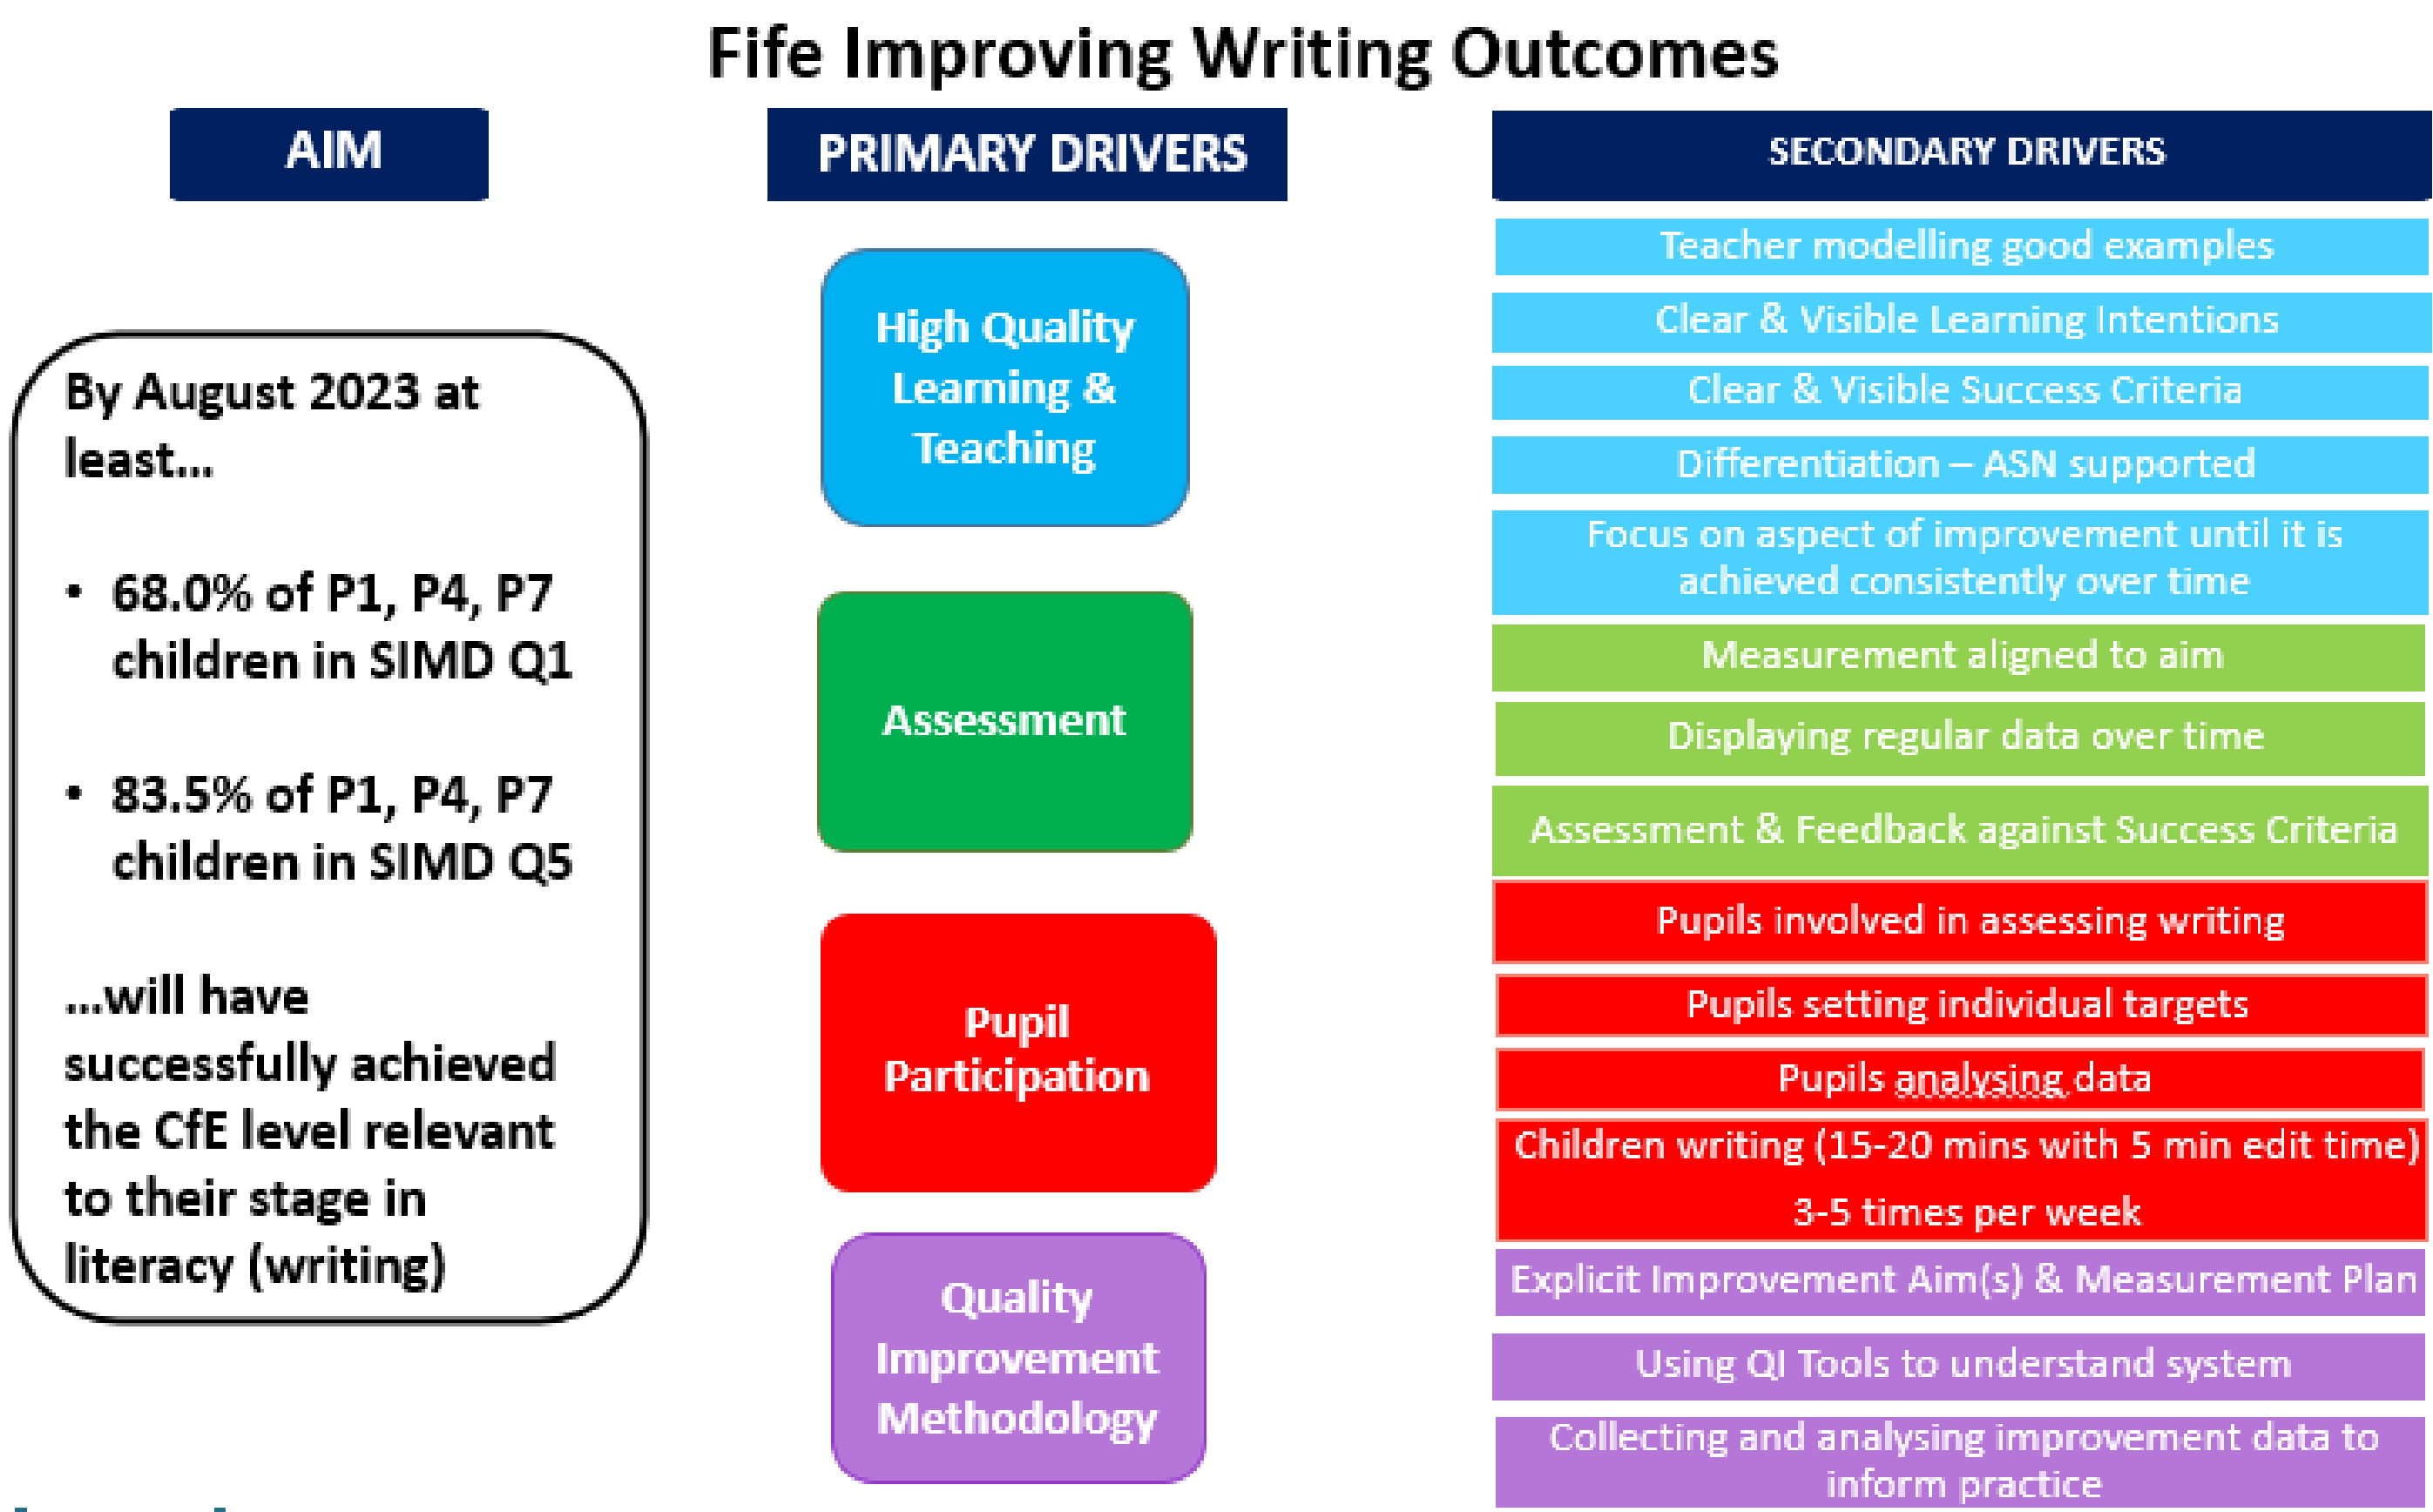 Fife Improving Writing Outcomes
AIM
By August 2023 at
least...
• 68.0% of P1, P4, P7
children in SIMD Q1
• 83.5% of P1, P4, P7
children in SIMD Q5
...will have
successfully achieved
the CfE level relevant
to their stage in
literacy (writing)
PRIMARY DRIVERS
High Quality
Learning &
Teaching
Assessment
Pupil
Participation
Quality
Improvement
Methodology
SECONDARY DRIVERS
Teacher modelling good examples
Clear & Visible Learning Intentions
Clear & Visible Success Criteria
Differentiation – ASN supported
Focus on aspect of improvement until it is
achieved consistently over time
Measurement aligned to aim
Displaying regular data over time
Assessment & Feedback against Success Criteria
Pupils involved in assessing writing
Pupils setting individual targets
Pupils analysing data
Children writing (15-20 mins with 5 min edit time)
3-5 times per week
Explicit Improvement Aim(s) & Measurement Plan
Using QI Tools to understand system
Collecting and analysing improvement data to
inform practice